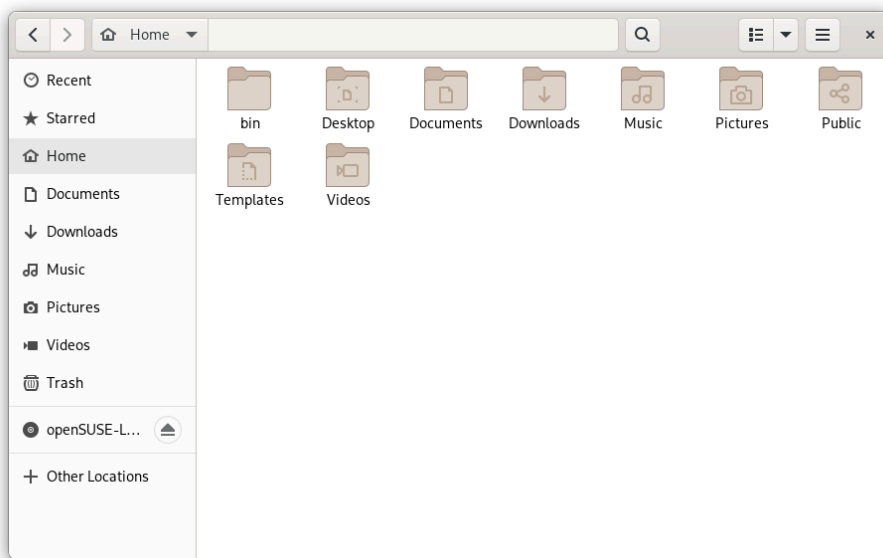 Home
Recent
Starred
Home
Documents
Downloads
Music
Pictures
Videos
Trash
openSUSE-L...
Other Locations
bin Desktop Documents Downloads Music Pictures Public
Templates Videos